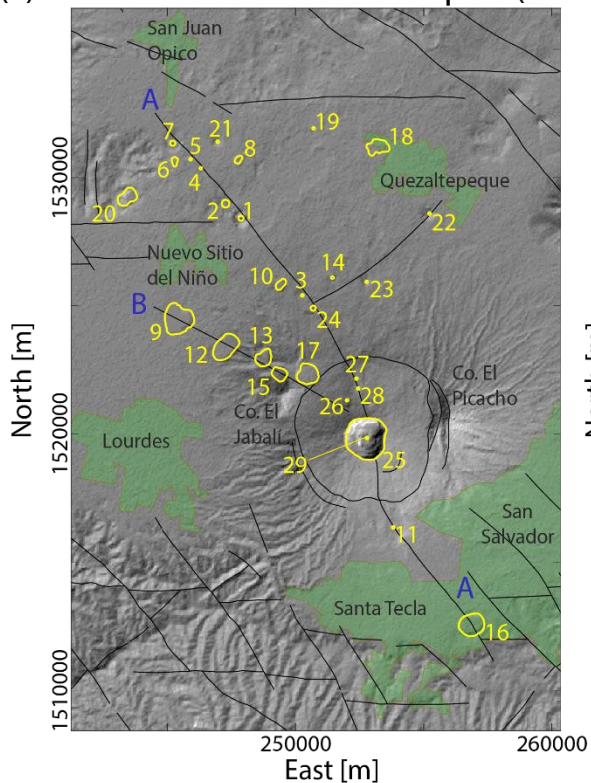 San Juan
Opico
A
7
5
21
19
18
6
4
8
Quezaltepeque
20
2
1
22
Nuevo Sitio
del Niño
10
3
14
23
B
24
9
12
13
17
27
15
28
Co. El
Picacho
26
Co. El
Jabalí
Lourdes
29
25
San
Salvador
11
A
Santa Tecla
16
1530000
1520000
1510000
North [m]
250000
260000
East [m]